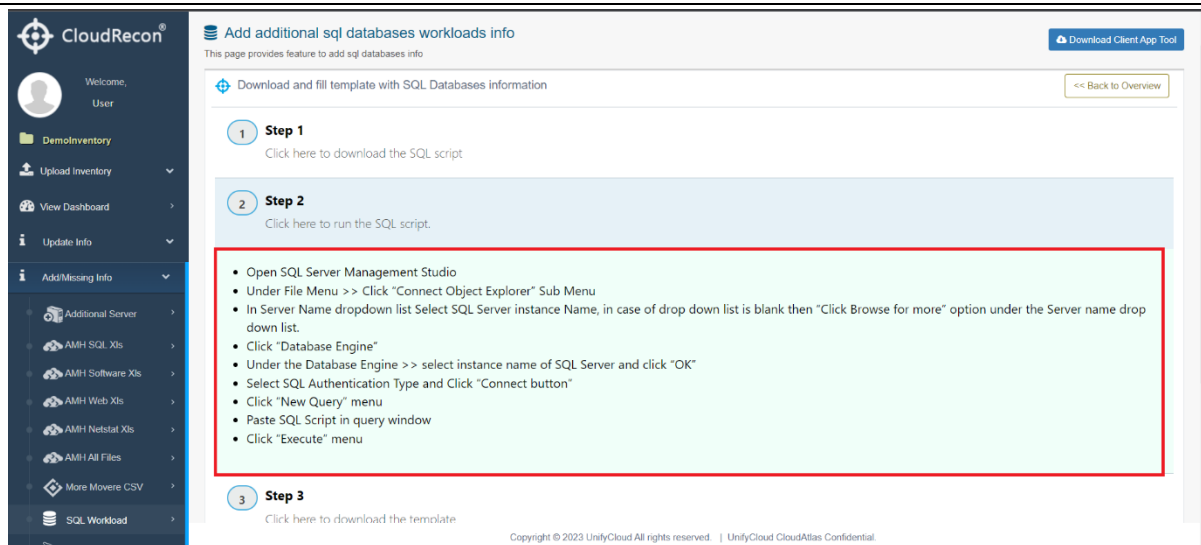 CloudRecon®
Welcome,
User
DemoInventory
Upload Inventory
View Dashboard
Update Info
Add/Missing Info
Additional Server
AMH SQL Xls
AMH Software Xls
AMH Web Xls
AMH Netstat Xls
AMH All Files
More Movere CSV
SQL Workload
Add additional sql databases workloads info
This page provides feature to add sql databases info
Download Client App Tool
Download and fill template with SQL Databases information
<< Back to Overview
1 Step 1
Click here to download the SQL script
2 Step 2
Click here to run the SQL script.
• Open SQL Server Management Studio
• Under File Menu >> Click “Connect Object Explorer” Sub Menu
• In Server Name dropdown list Select SQL Server instance Name, in case of drop down list is blank then “Click Browse for more” option under the Server name drop
down list.
• Click “Database Engine”
• Under the Database Engine >> select instance name of SQL Server and click “OK”
• Select SQL Authentication Type and Click “Connect button”
• Click “New Query” menu
• Paste SQL Script in query window
• Click “Execute” menu
3 Step 3
Click here to download the template
Copyright © 2023 UnifyCloud All rights reserved. | UnifyCloud CloudAtlas Confidential.